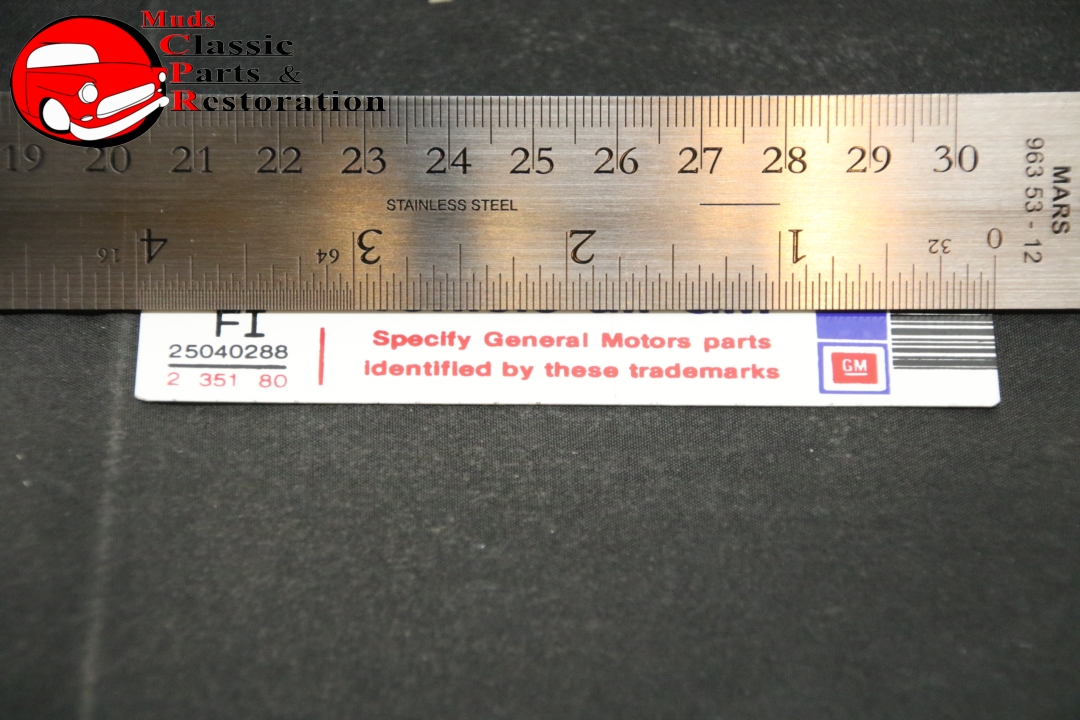 Muds
Classic
Parts &
Restoration
19 20 21 22 23 24 25 26 27 28 29 30
MARS
963 53 - 12
STAINLESS STEEL
16 4 64 3 2 1 32 0
FI
25040288
2 351 80
Specify General Motors parts
identified by these trademarks
GM